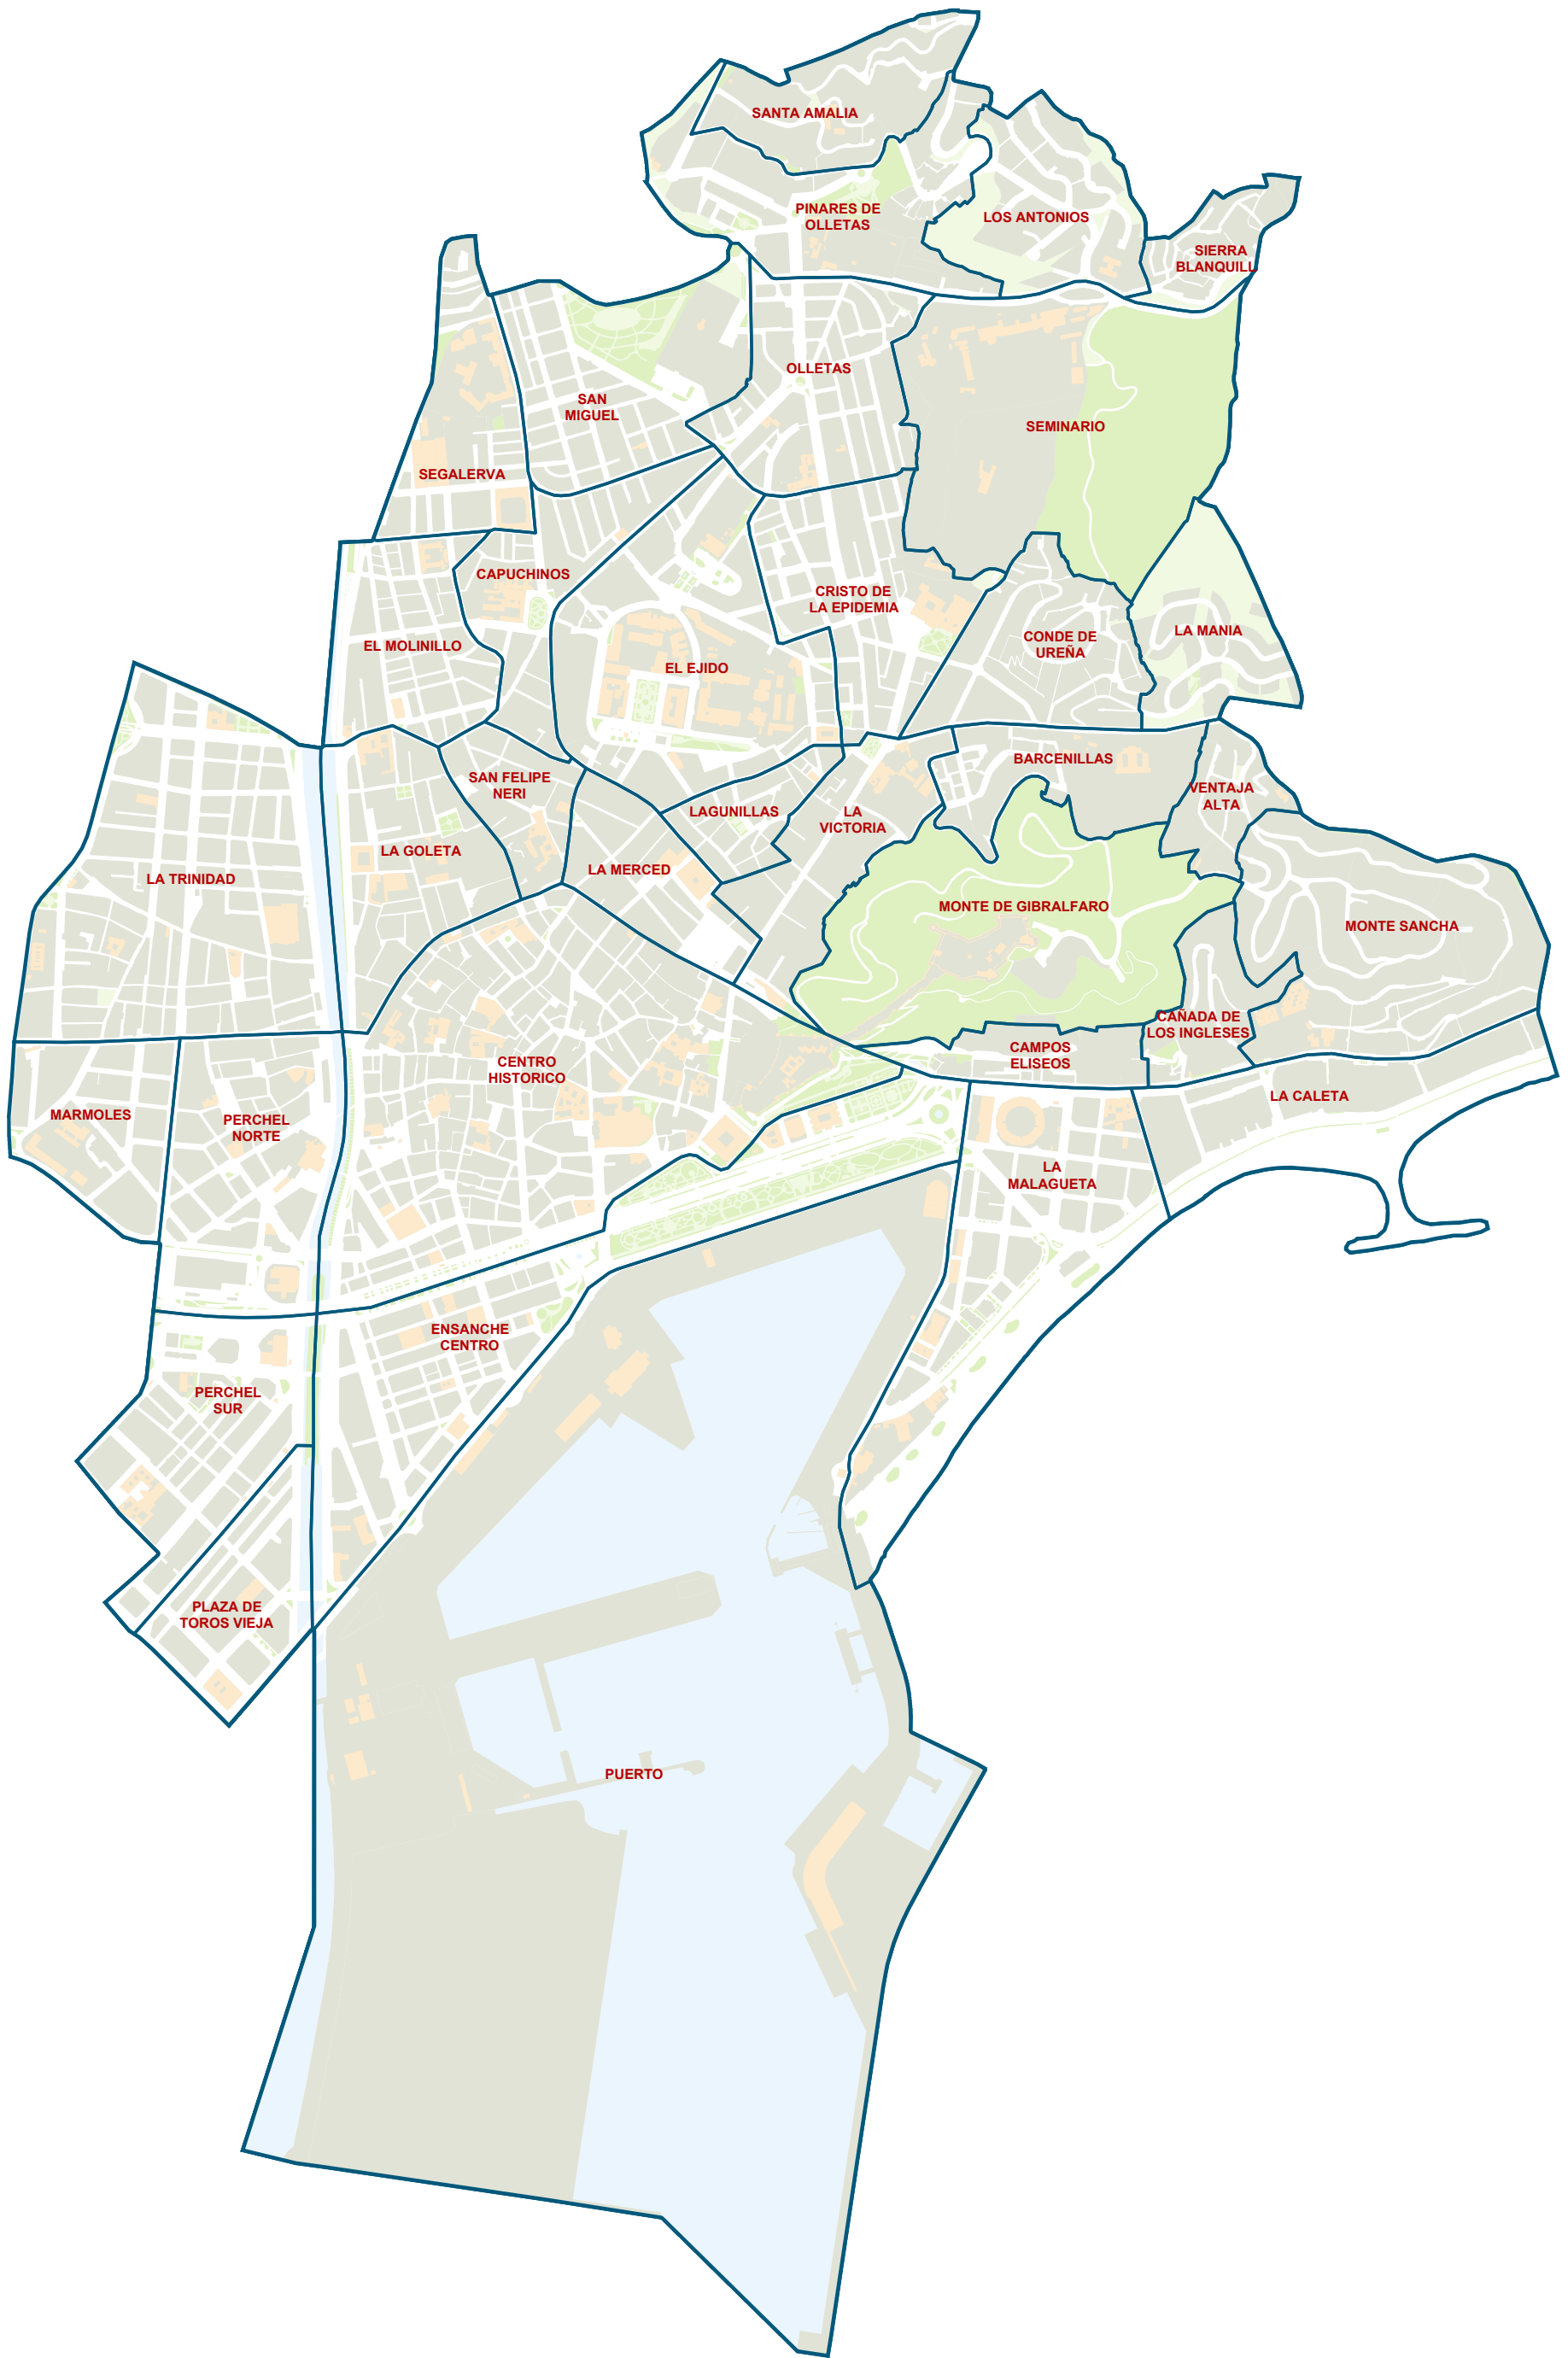 SANTA AMALIA
PINARES DE
OLLETAS
LOS ANTONIOS
SIERRA
BLANQUILL
OLLETAS
SAN
MIGUEL
SEMINARIO
SEGALERVA
CAPUCHINOS
CRISTO DE
LA EPIDEMIA
EL MOLINILLO
CONDE DE
UREÑA
LA MANIA
EL EJIDO
SAN FELIPE
NERI
BARCENILLAS
VENTAJA
ALTA
LAGUNILLAS
LA
VICTORIA
LA GOLETA
LA MERCED
LA TRINIDAD
MONTE DE GIBRALFARO
MONTE SANCHA
CAÑADA DE
LOS INGLESES
CENTRO
HISTORICO
CAMPOS
ELISEOS
LA CALETA
MARMOLES
PERCHEL
NORTE
LA
MALAGUETA
ENSANCHE
CENTRO
PERCHEL
SUR
PLAZA DE
TOROS VIEJA
PUERTO